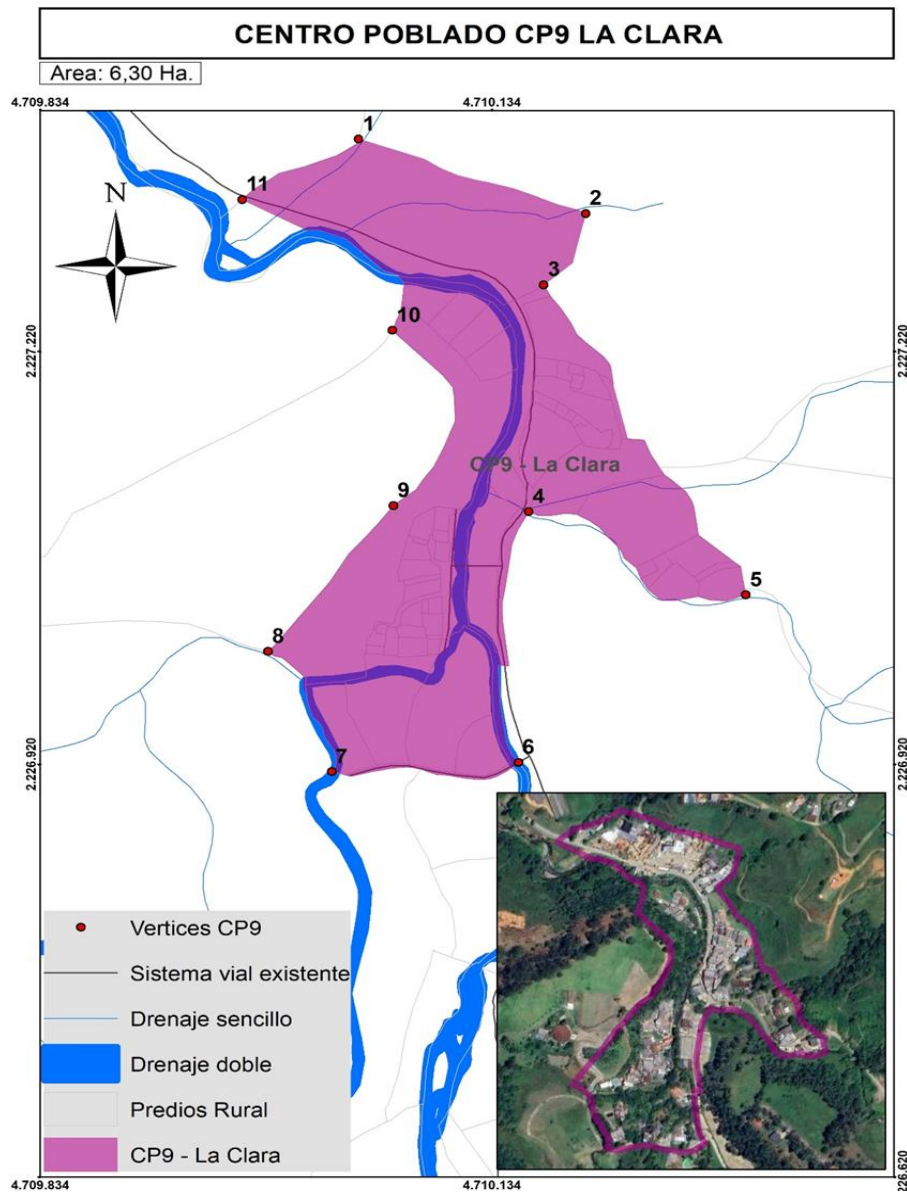 CENTRO POBLADO CP9 LA CLARA
Area: 6,30 Ha.
4.709.834
4.710.134
1
11
2
N
3
10
2.227.220
2.227.220
CP9 - La Clara
9
4
5
8
6
7
2.226.920
2.226.920
Vertices CP9
Sistema vial existente
Drenaje sencillo
Drenaje doble
Predios Rural
CP9 - La Clara
226.620
4.709.834
4.710.134